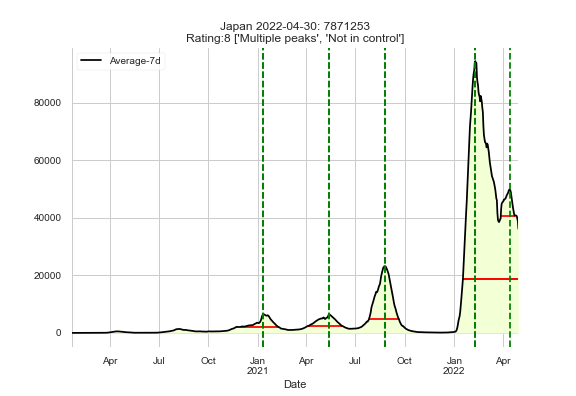 Japan 2022-04-30: 7871253
Rating:8 ['Multiple peaks', 'Not in control']
Average-7d
80000
60000
40000
20000
0
Apr Jul Oct Jan Apr Jul Oct Jan Apr
2021 2022
Date